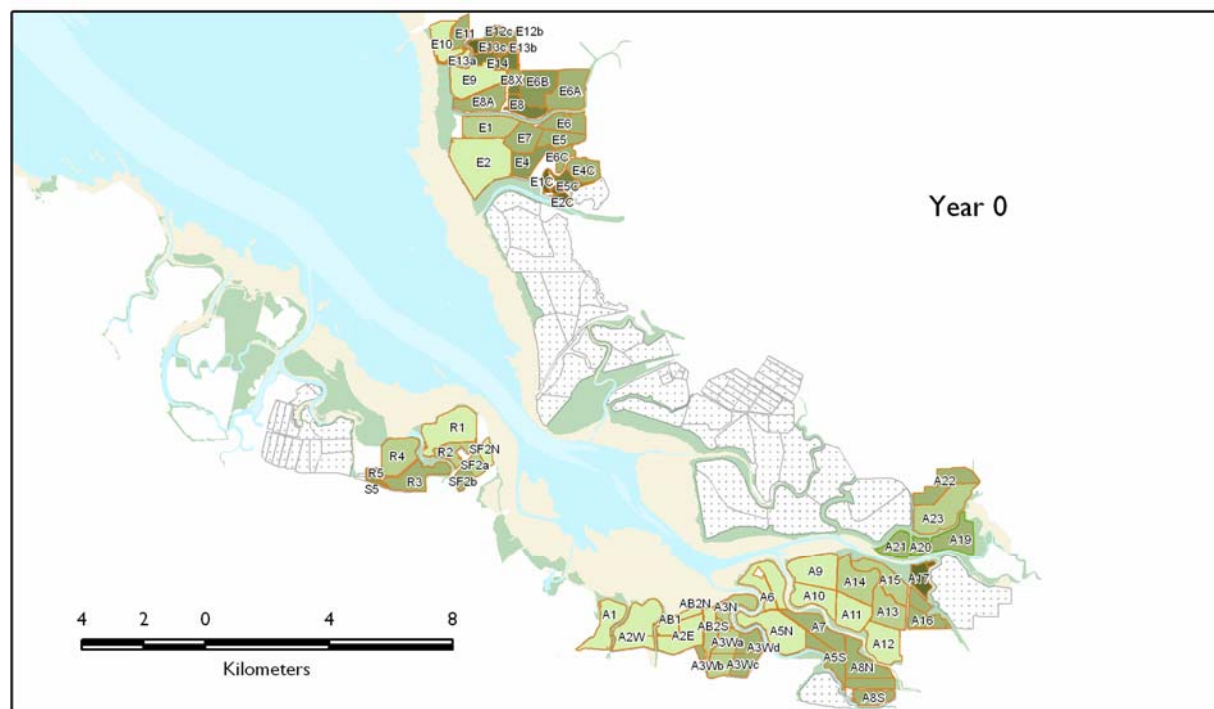 E10 E11 E12c E12b
E13c E13b
E13a E14
E9 E8X E6B
E6A
E8A E8
E1 E7 E6
E5
E2 E4 E6C
E4C
E1C E5C
E2C
Year 0
R1
R4 R2 SF2N
SF2a
R5 R3 SF2b
S5
A22
A23
A21 A20 A19
A9 A14 A15 A17
A6 A10
A1 AB2N A3N A11 A13 A16
A2W AB1 AB2S A5N A7
A2E A3Wa A3Wd A12
A3Wb A3Wc A5S A8N
A8S
4 2 0 4 8
Kilometers